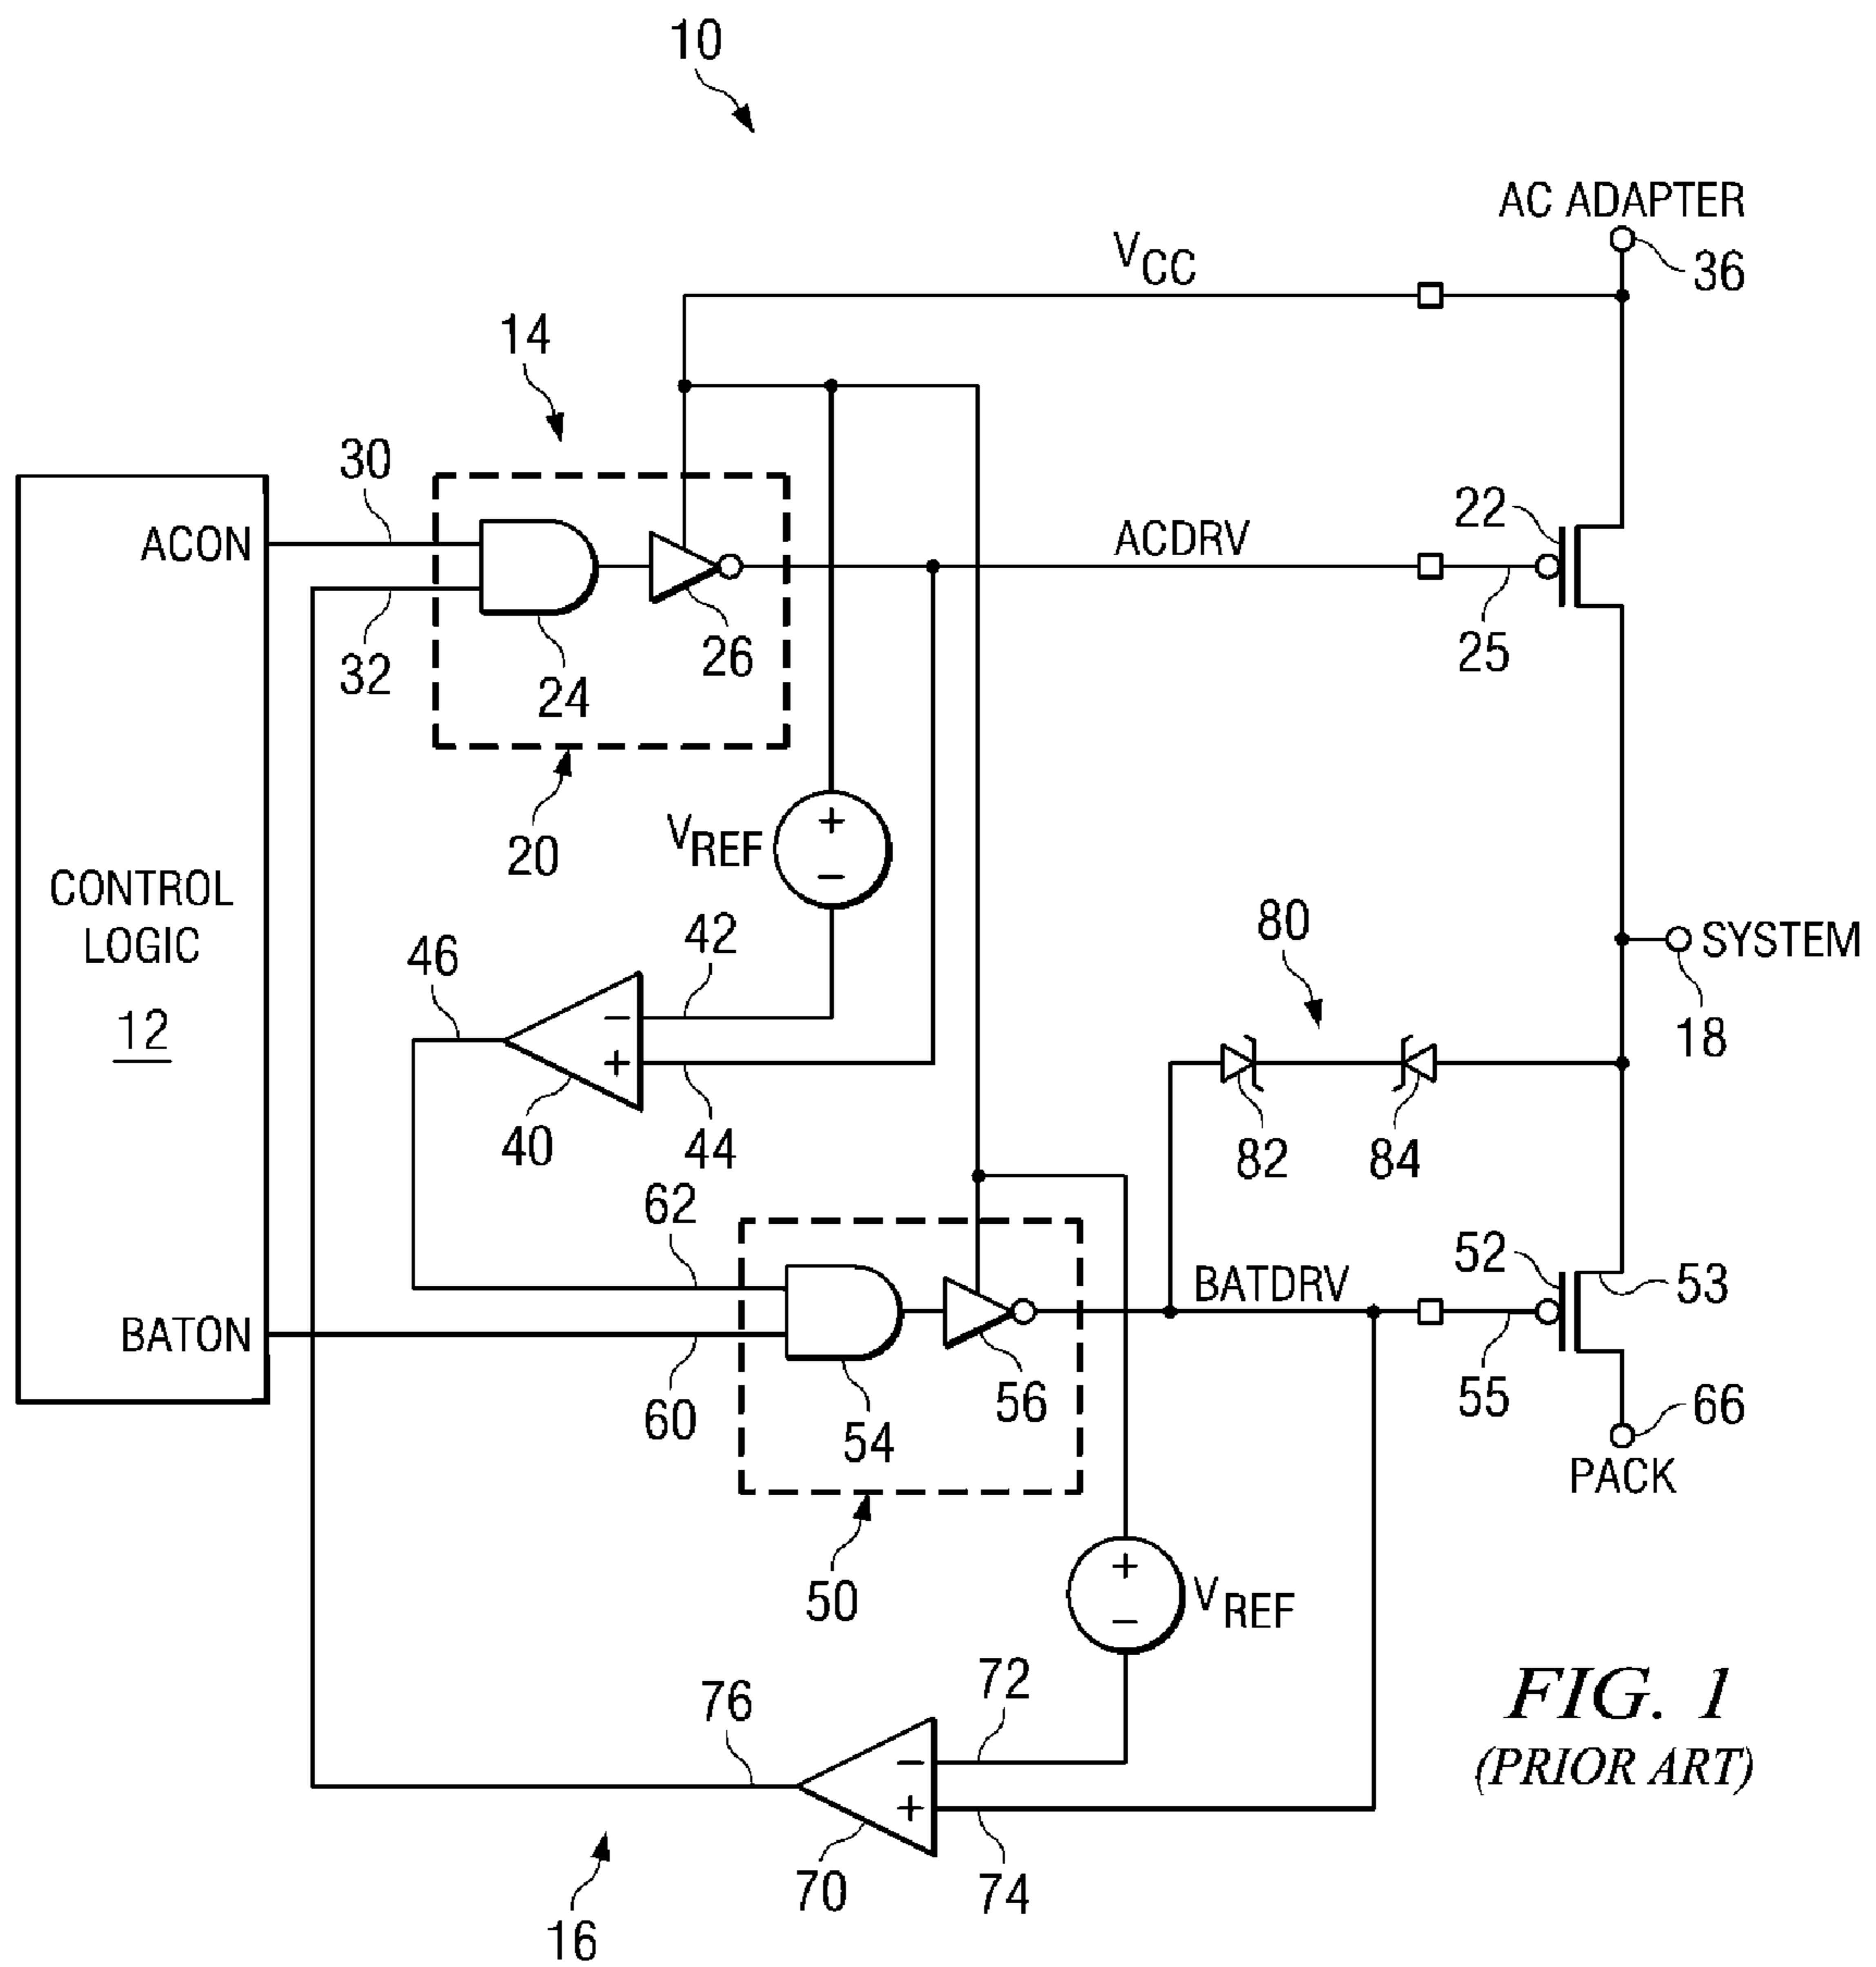 10
AC ADAPTER
36
VCC
14
30
ACON
32
24
26
20
ACDRV
22
25
VREF
CONTROL
LOGIC
12
46
42
40
44
80
82
84
SYSTEM
18
62
BATON
60
54
56
50
BATDRV
52
53
55
66
PACK
VREF
76
72
70
74
16
FIG. 1
(PRIOR ART)
+
−
−
+
+
−
−
+